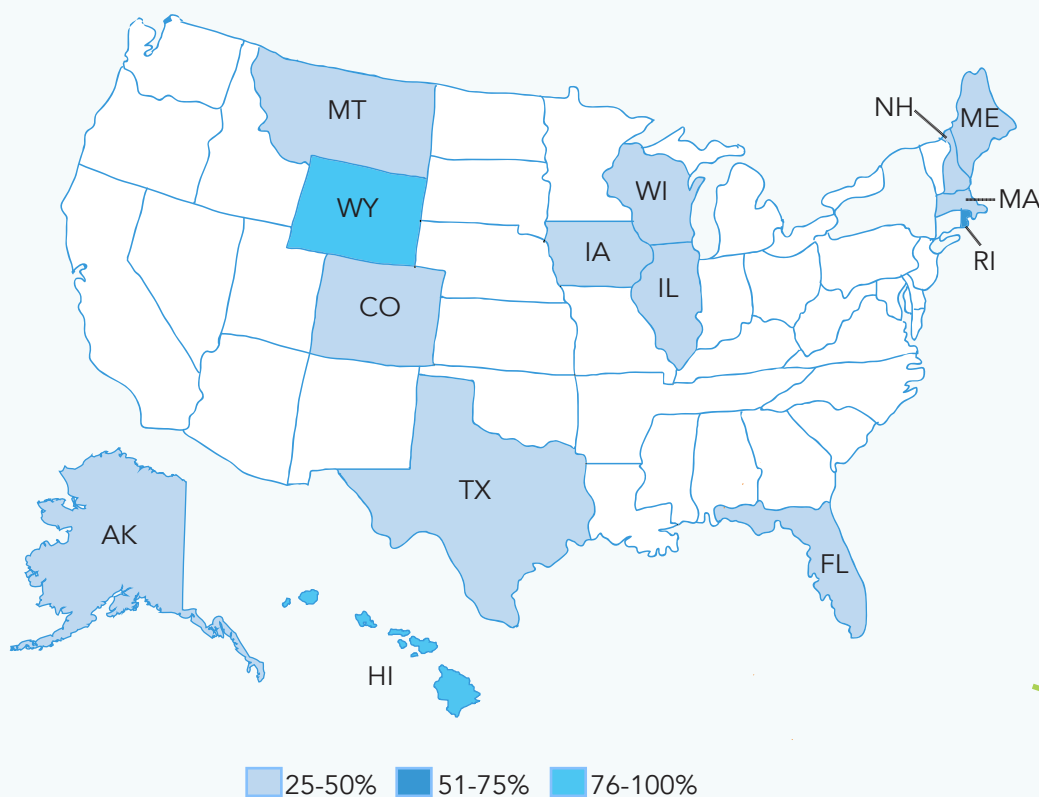 MT
NH
ME
WI
WY
MA
IA
RI
IL
CO
TX
AK
FL
HI
25-50%
51-75%
76-100%